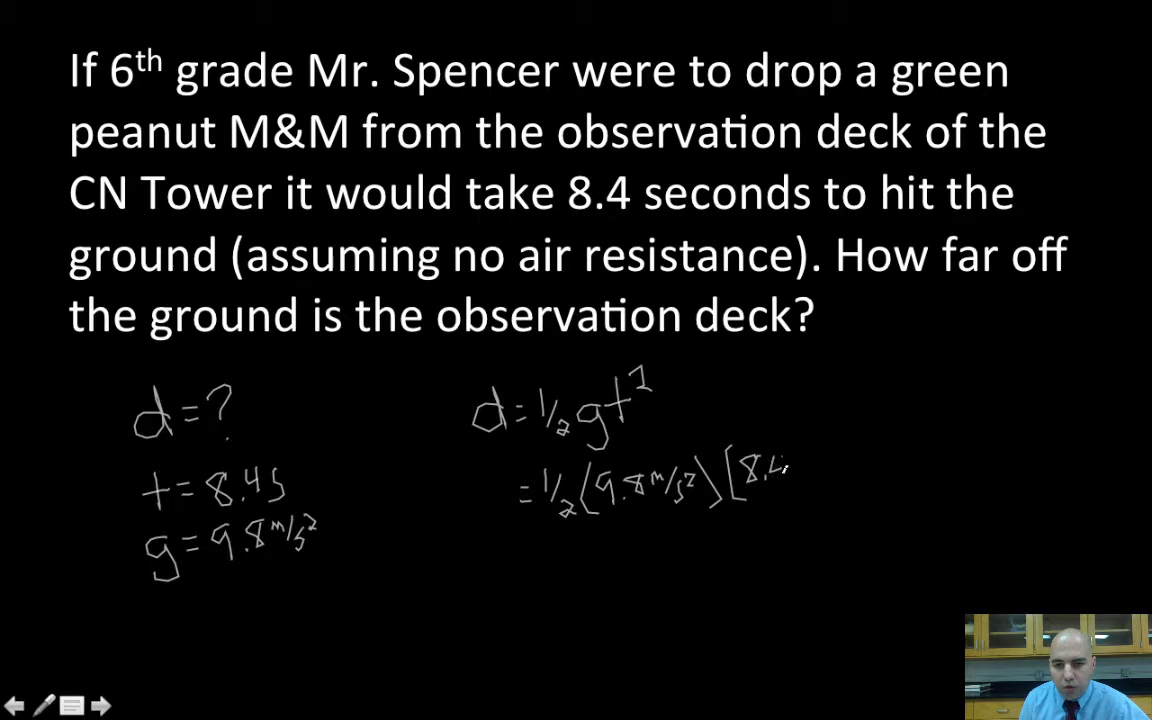 If 6th grade Mr. Spencer were to drop a green
peanut M&M from the observation deck of the
CN Tower it would take 8.4 seconds to hit the
ground (assuming no air resistance). How far off
the ground is the observation deck?
d=?
t=8.4s
g=9.8m/s²
d=1/2gt²
=1/2(9.8m/s²)[8.4